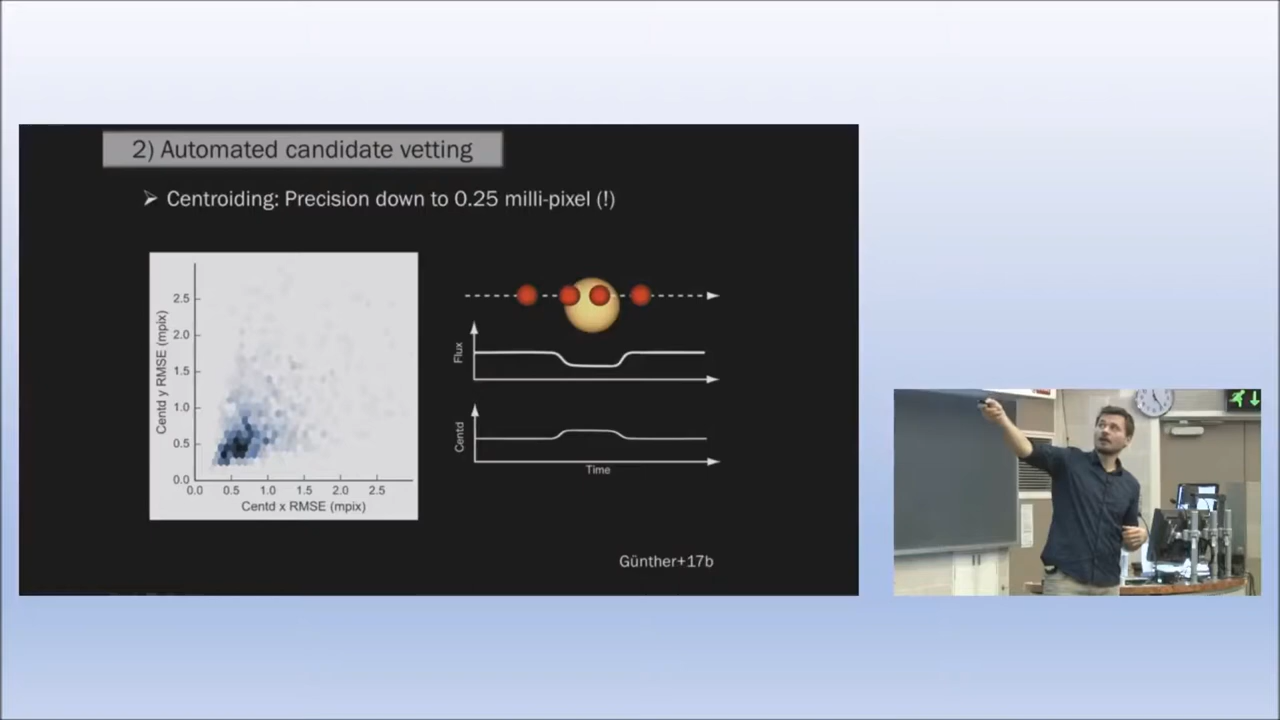 2) Automated candidate vetting
➢ Centroiding: Precision down to 0.25 milli-pixel (!)
Centd y RMSE (mpix)
2.5
2.0
1.5
1.0
0.5
0.0
0.0 0.5 1.0 1.5 2.0 2.5
Centd x RMSE (mpix)
Flux
Centd
Time
Günther+17b